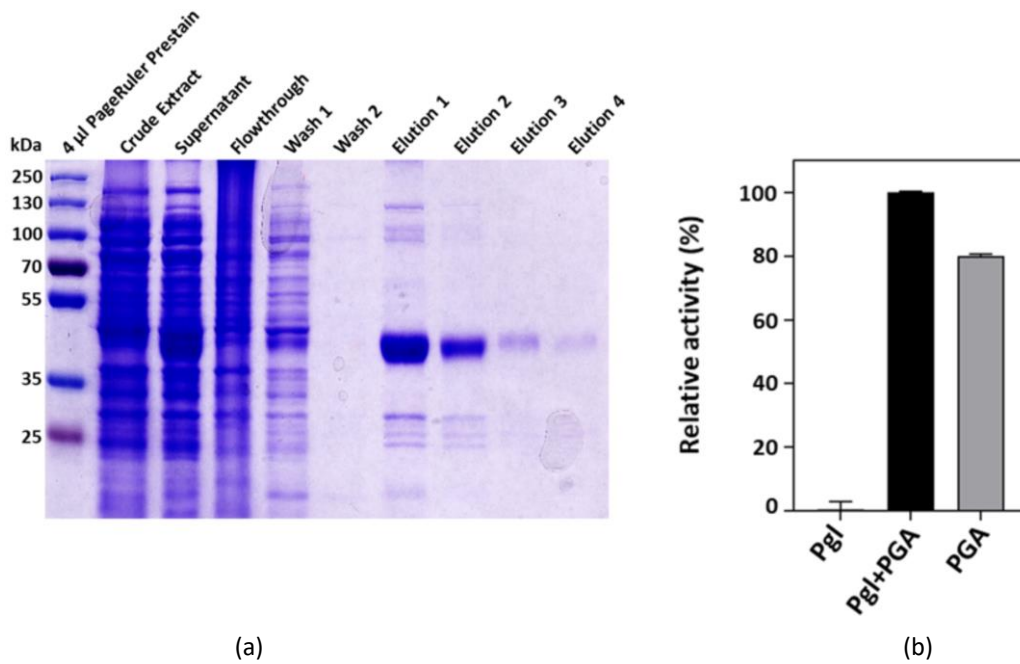 kDa
4 µl PageRuler Prestain
Crude Extract
Supernatant
Flowthrough
Wash 1
Wash 2
Elution 1
Elution 2
Elution 3
Elution 4
250
130
100
70
55
35
25
Relative activity (%)
100
80
60
40
20
0
PgI
PgI+PGA
PGA
(a)
(b)